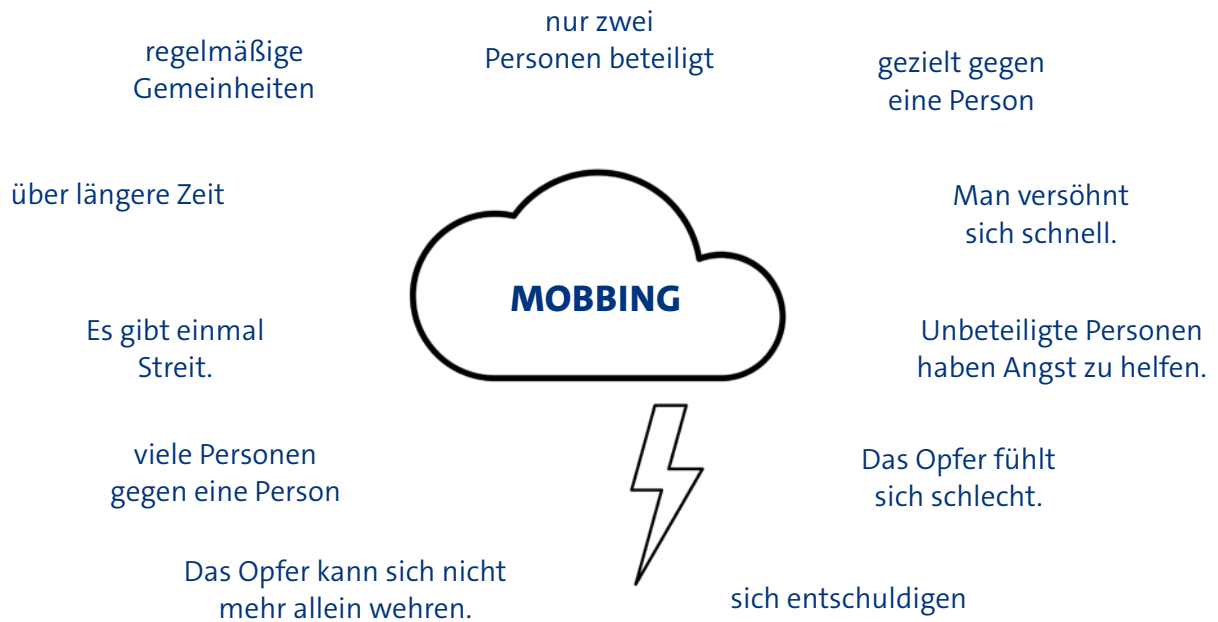 nur zwei
Personen beteiligt
regelmäßige
Gemeinheiten
gezielt gegen
eine Person
über längere Zeit
Man versöhnt
sich schnell.
MOBBING
Es gibt einmal
Streit.
Unbeteiligte Personen
haben Angst zu helfen.
viele Personen
gegen eine Person
Das Opfer fühlt
sich schlecht.
Das Opfer kann sich nicht
mehr allein wehren.
sich entschuldigen